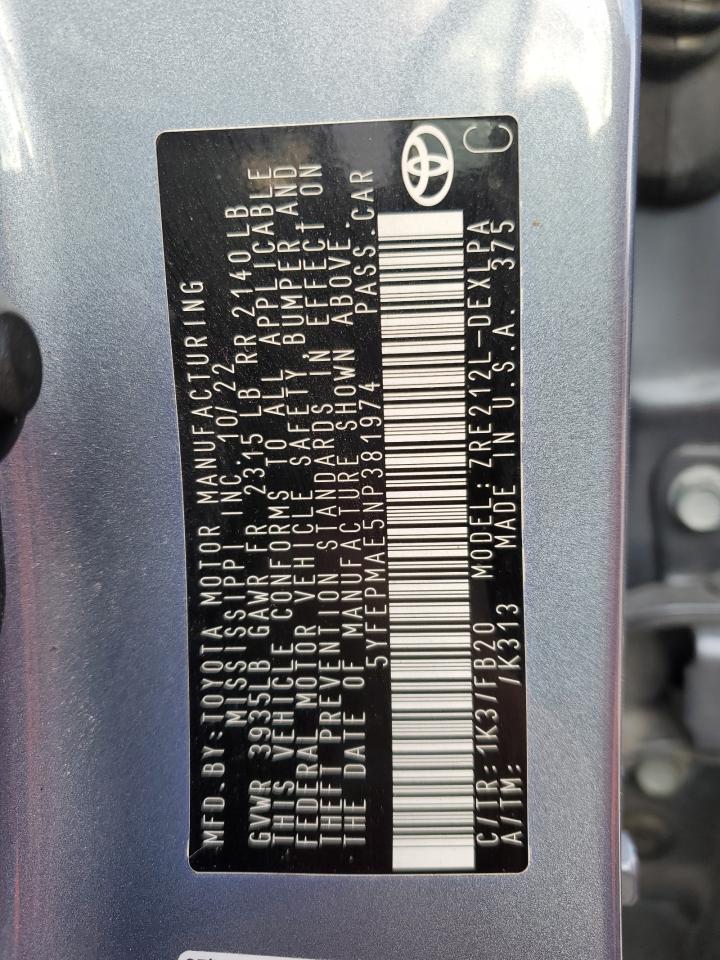 MFD.BY:TOYOTA MOTOR MANUFACTURING
MISSISSIPPI INC. 10/22
GVWR 3935LB GAWR FR 2315 LB RR 2140LB
THIS VEHICLE CONFORMS TO ALL APPLICABLE
FEDERAL MOTOR VEHICLE SAFETY, BUMPER AND
THEFT PREVENTION STANDARDS IN EFFECT ON
THE DATE OF MANUFACTURE SHOWN ABOVE.
5YFEPMAE5NP381974 PASS.CAR
C/TR: 1K3/FB20 MODEL: ZRE212L-DEXLPA
A/TM: /K313 MADE IN U.S.A. 375
C